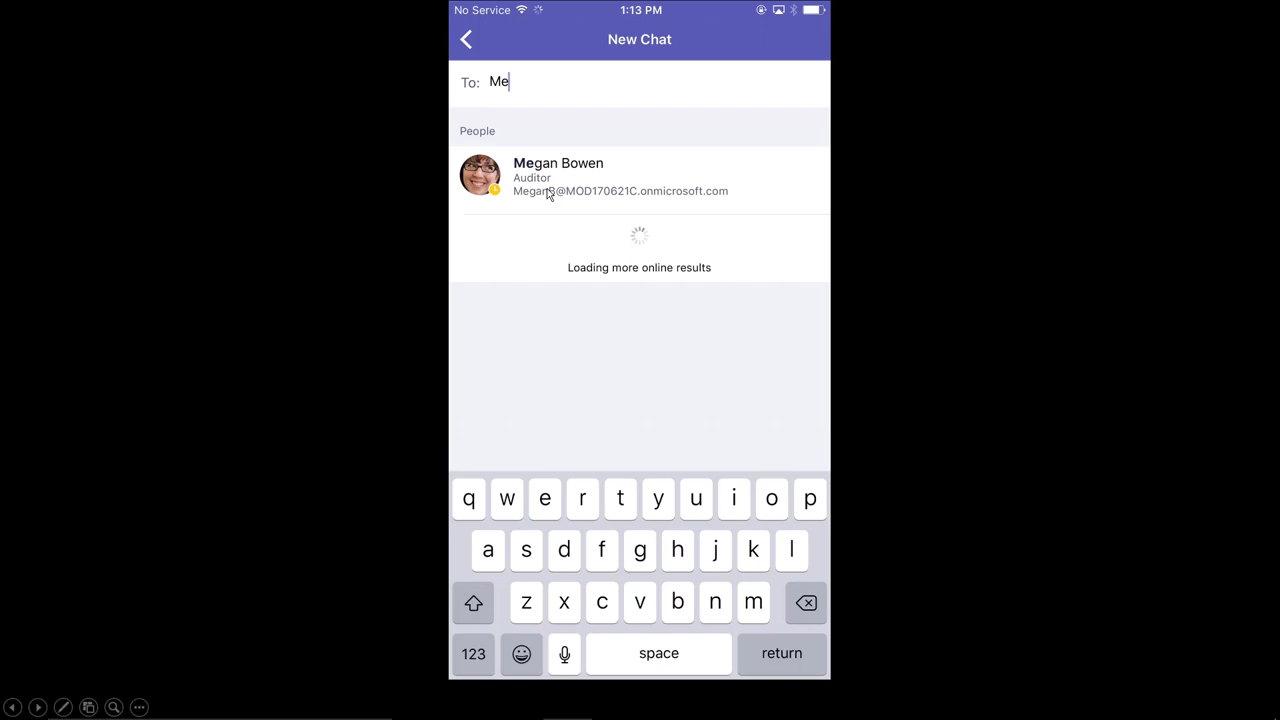 No Service 1:13 PM
New Chat
To: Me
People
Megan Bowen
Auditor
MeganB@MOD170621C.onmicrosoft.com
Loading more online results
q w e r t y u i o p
a s d f g h j k l
z x c v b n m
123 space return